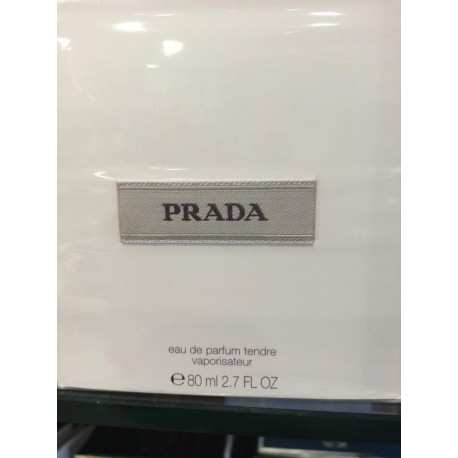 PRADA
eau de parfum tendre
vaporisateur
℮ 80 ml 2.7 FL OZ